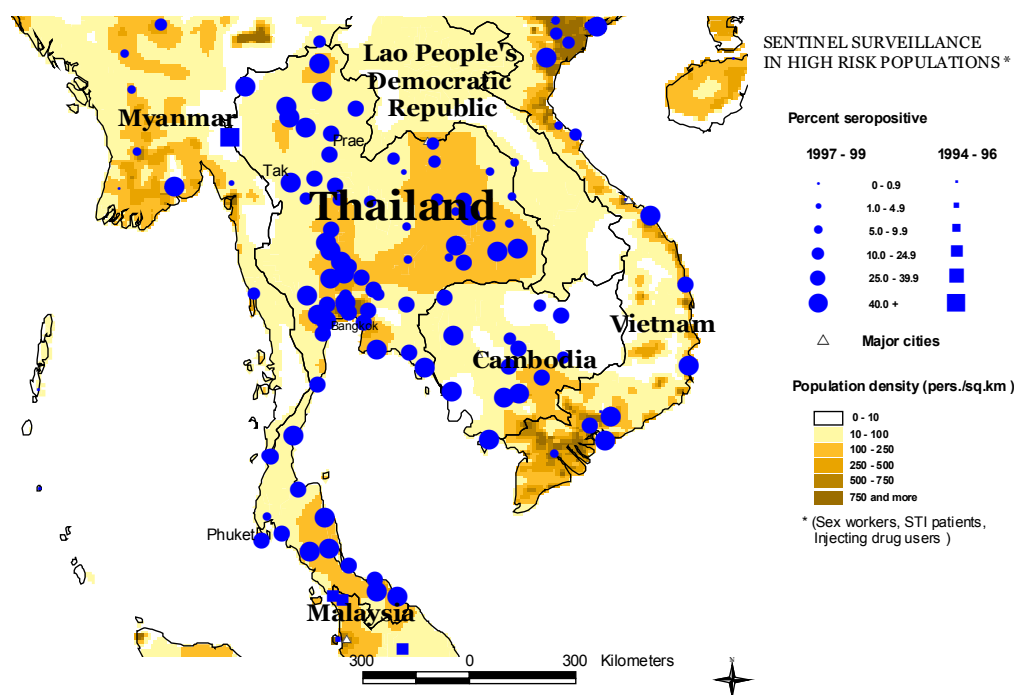 SENTINEL SURVEILLANCE
IN HIGH RISK POPULATIONS *
Lao People's
Democratic
Republic
Myanmar
Prae
Tak
Thailand
Bangkok
Vietnam
Cambodia
Phuket
Malaysia
300 0 300 Kilometers
N
Percent seropositive
1997 - 99 1994 - 96
0 - 0.9
1.0 - 4.9
5.0 - 9.9
10.0 - 24.9
25.0 - 39.9
40.0 +
Major cities
Population density (pers./sq.km )
0 - 10
10 - 100
100 - 250
250 - 500
500 - 750
750 and more
* (Sex workers, STI patients,
Injecting drug users )